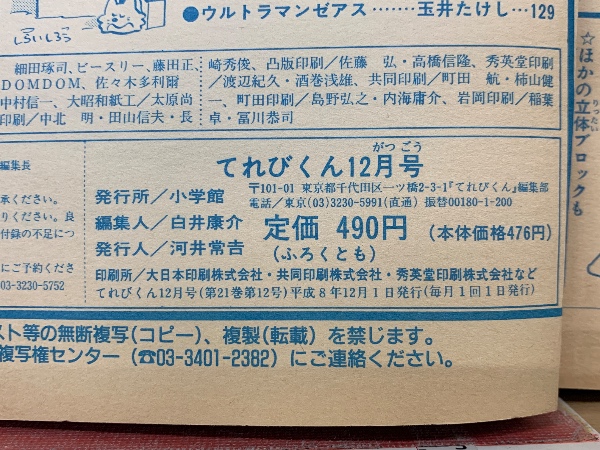 ●ウルトラマンゼアス……玉井たけし…129
しろいしろう
細田琢司、ビースリー、藤田正、
DOMDOM、佐々木多利爾
中村信一、大昭和紙工／太原尚
印刷／中北 明・田山信夫・長
崎秀俊、凸版印刷／佐藤 弘・高橋信隆、秀英堂印刷
／渡辺紀久・酒巻浅雄、共同印刷／町田 航・柿山健
一、町田印刷／島野弘之・内海庸介、岩岡印刷／稲葉
卓・冨川恭司
編集長
承ください。
りください。良
付録の不足につ
にご予約くださ
03-3230-5752
がつ ごう
てれびくん12月号
発行所／小学館
〒101-01 東京都千代田区一ツ橋2-3-1『てれびくん』編集部
電話／東京(03)3230-5991(直通) 振替00180-1-200
編集人／白井康介
発行人／河井常吉
定価 490円
(ふろくとも)
(本体価格476円)
印刷所／大日本印刷株式会社・共同印刷株式会社・秀英堂印刷株式会社など
てれびくん12月号(第21巻第12号)平成8年12月1日発行(毎月1回1日発行)
スト等の無断複写(コピー)、複製(転載)を禁じます。
複写権センター(☎03-3401-2382)にご連絡ください。
☆ほかの立体ブロックも
りったい